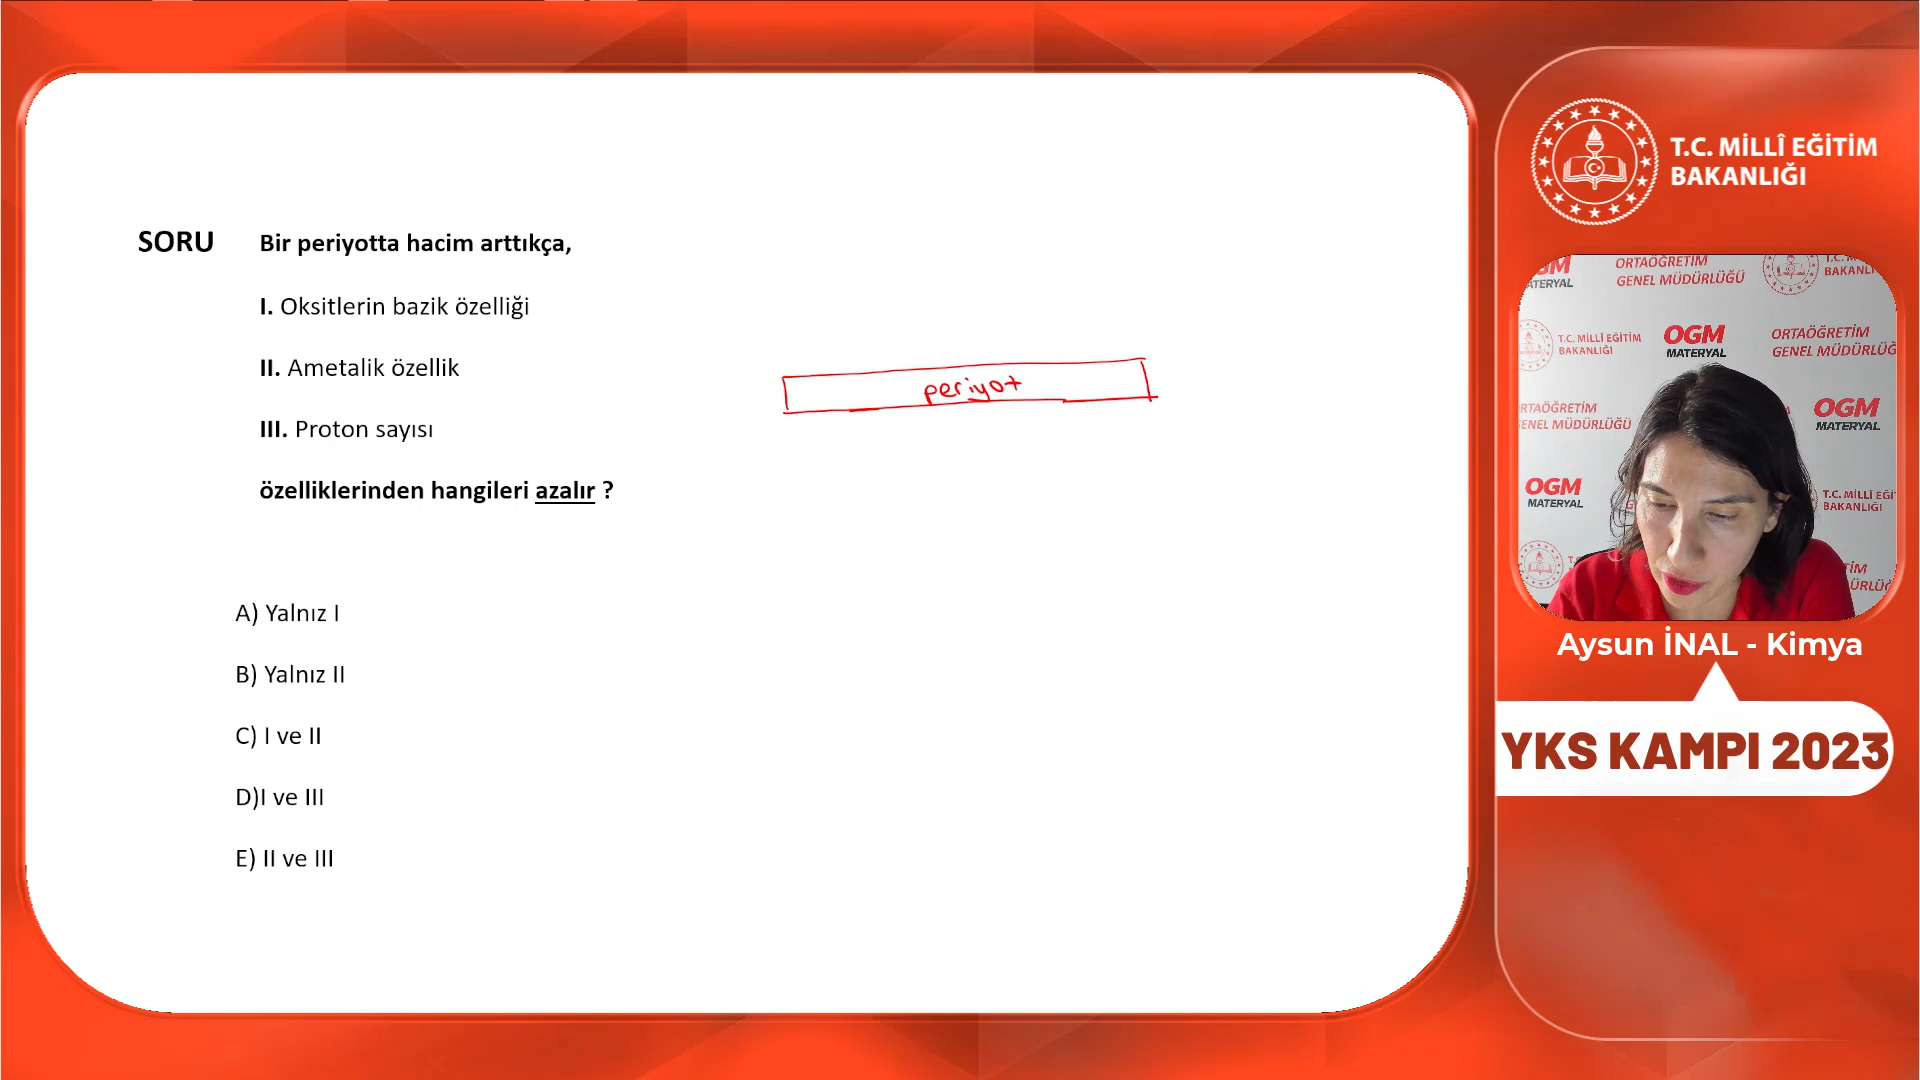 SORU Bir periyotta hacim arttıkça,
I. Oksitlerin bazik özelliği
II. Ametalik özellik
III. Proton sayısı
özelliklerinden hangileri azalır ?
A) Yalnız I
B) Yalnız II
C) I ve II
D)I ve III
E) II ve III
periyot
T.C. MİLLÎ EĞİTİM
BAKANLIĞI
ORTAÖĞRETİM
GENEL MÜDÜRLÜĞÜ
OGM
MATERYAL
T.C. MİLLÎ EĞİTİM
BAKANLIĞI
ORTAÖĞRETİM
OGM
MATERYAL
OGM
MATERYAL
Aysun İNAL - Kimya
YKS KAMPI 2023